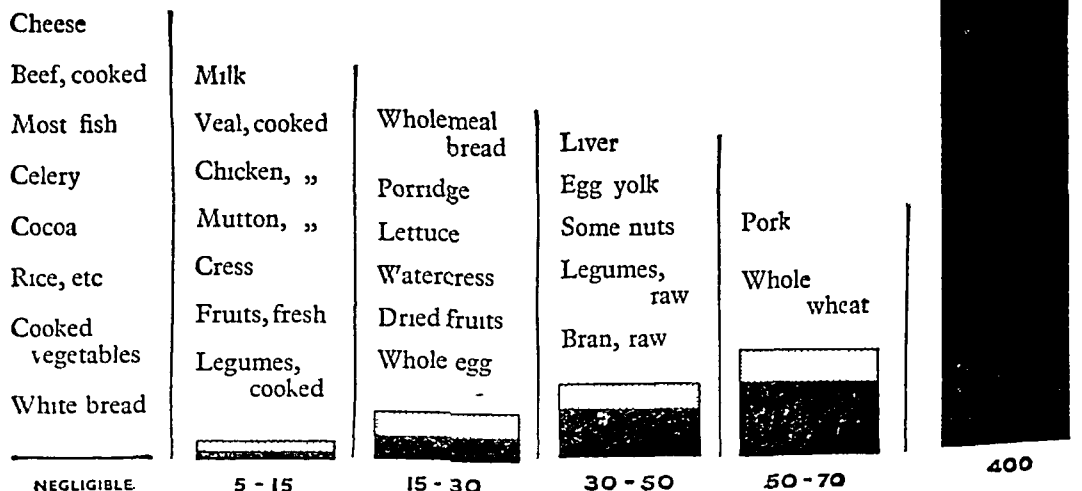 Cheese
Beef, cooked
Most fish
Celery
Cocoa
Rice, etc
Cooked
vegetables
White bread
NEGLIGIBLE
Milk
Veal, cooked
Chicken, „
Mutton, „
Cress
Fruits, fresh
Legumes,
cooked
5 - 15
Wholemeal
bread
Porridge
Lettuce
Watercress
Dried fruits
Whole egg
15 - 30
Liver
Egg yolk
Some nuts
Legumes,
raw
Bran, raw
30 - 50
Pork
Whole
wheat
50 - 70
400